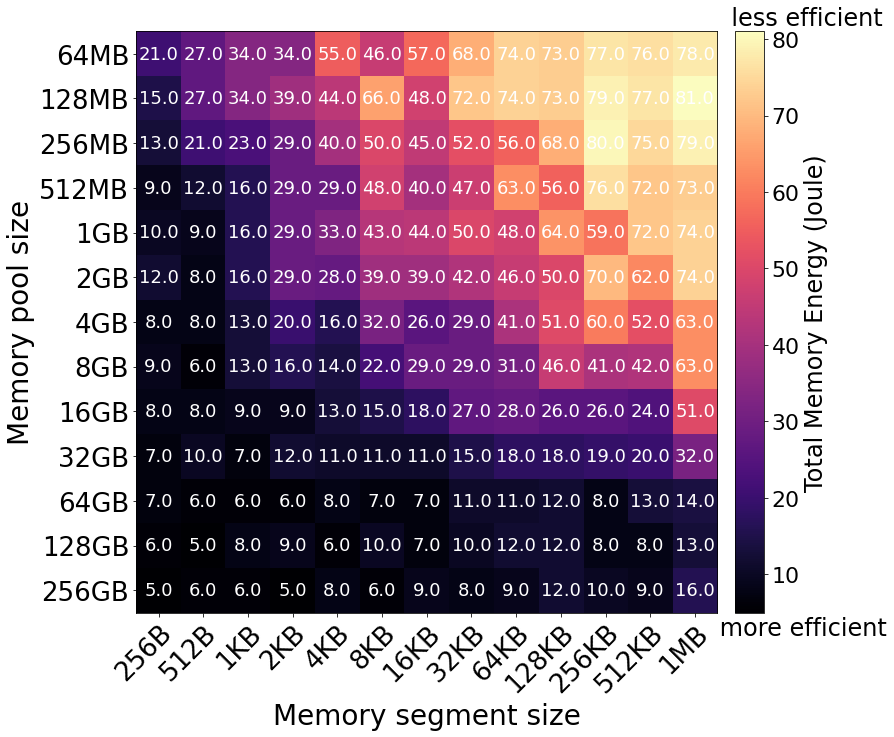 less efficient
64MB 21.0 27.0 34.0 34.0 55.0 46.0 57.0 68.0 74.0 73.0 77.0 76.0 78.0
128MB 15.0 27.0 34.0 39.0 44.0 66.0 48.0 72.0 74.0 73.0 79.0 77.0 81.0
256MB 13.0 21.0 23.0 29.0 40.0 50.0 45.0 52.0 56.0 68.0 80.0 75.0 79.0
512MB 9.0 12.0 16.0 29.0 29.0 48.0 40.0 47.0 63.0 56.0 76.0 72.0 73.0
1GB 10.0 9.0 16.0 29.0 33.0 43.0 44.0 50.0 48.0 64.0 59.0 72.0 74.0
2GB 12.0 8.0 16.0 29.0 28.0 39.0 39.0 42.0 46.0 50.0 70.0 62.0 74.0
4GB 8.0 8.0 13.0 20.0 16.0 32.0 26.0 29.0 41.0 51.0 60.0 52.0 63.0
8GB 9.0 6.0 13.0 16.0 14.0 22.0 29.0 29.0 31.0 46.0 41.0 42.0 63.0
16GB 8.0 8.0 9.0 9.0 13.0 15.0 18.0 27.0 28.0 26.0 26.0 24.0 51.0
32GB 7.0 10.0 7.0 12.0 11.0 11.0 11.0 15.0 18.0 18.0 19.0 20.0 32.0
64GB 7.0 6.0 6.0 6.0 8.0 7.0 7.0 11.0 11.0 12.0 8.0 13.0 14.0
128GB 6.0 5.0 8.0 9.0 6.0 10.0 7.0 10.0 12.0 12.0 8.0 8.0 13.0
256GB 5.0 6.0 6.0 5.0 8.0 6.0 9.0 8.0 9.0 12.0 10.0 9.0 16.0
256B 512B 1KB 2KB 4KB 8KB 16KB 32KB 64KB 128KB 256KB 512KB 1MB
Memory segment size
Memory pool size
80
70
60
50
40
30
20
10
Total Memory Energy (Joule)
more efficient